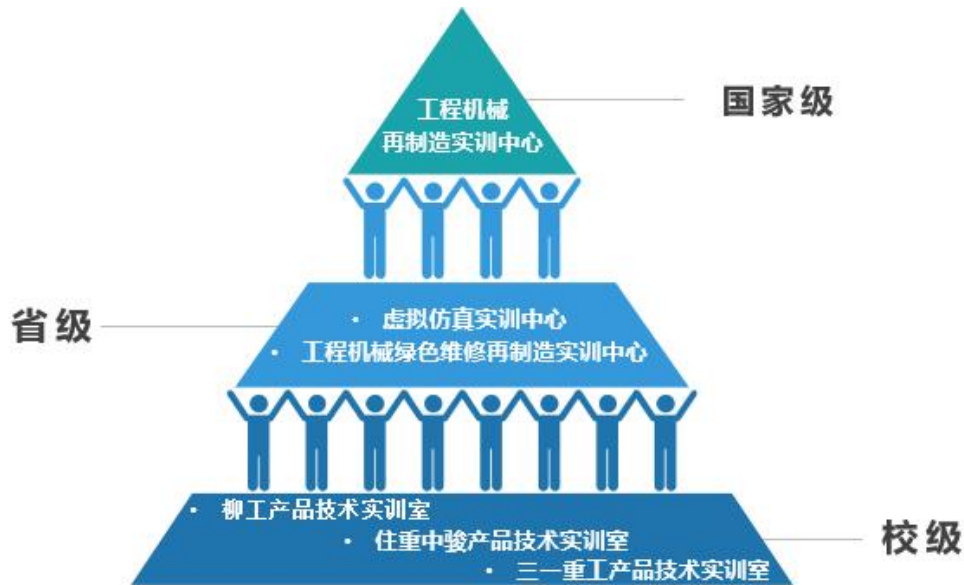 工程机械
再制造实训中心
国家级
省级
• 虚拟仿真实训中心
• 工程机械绿色维修再制造实训中心
• 柳工产品技术实训室
• 住重中骏产品技术实训室
• 三一重工产品技术实训室
校级